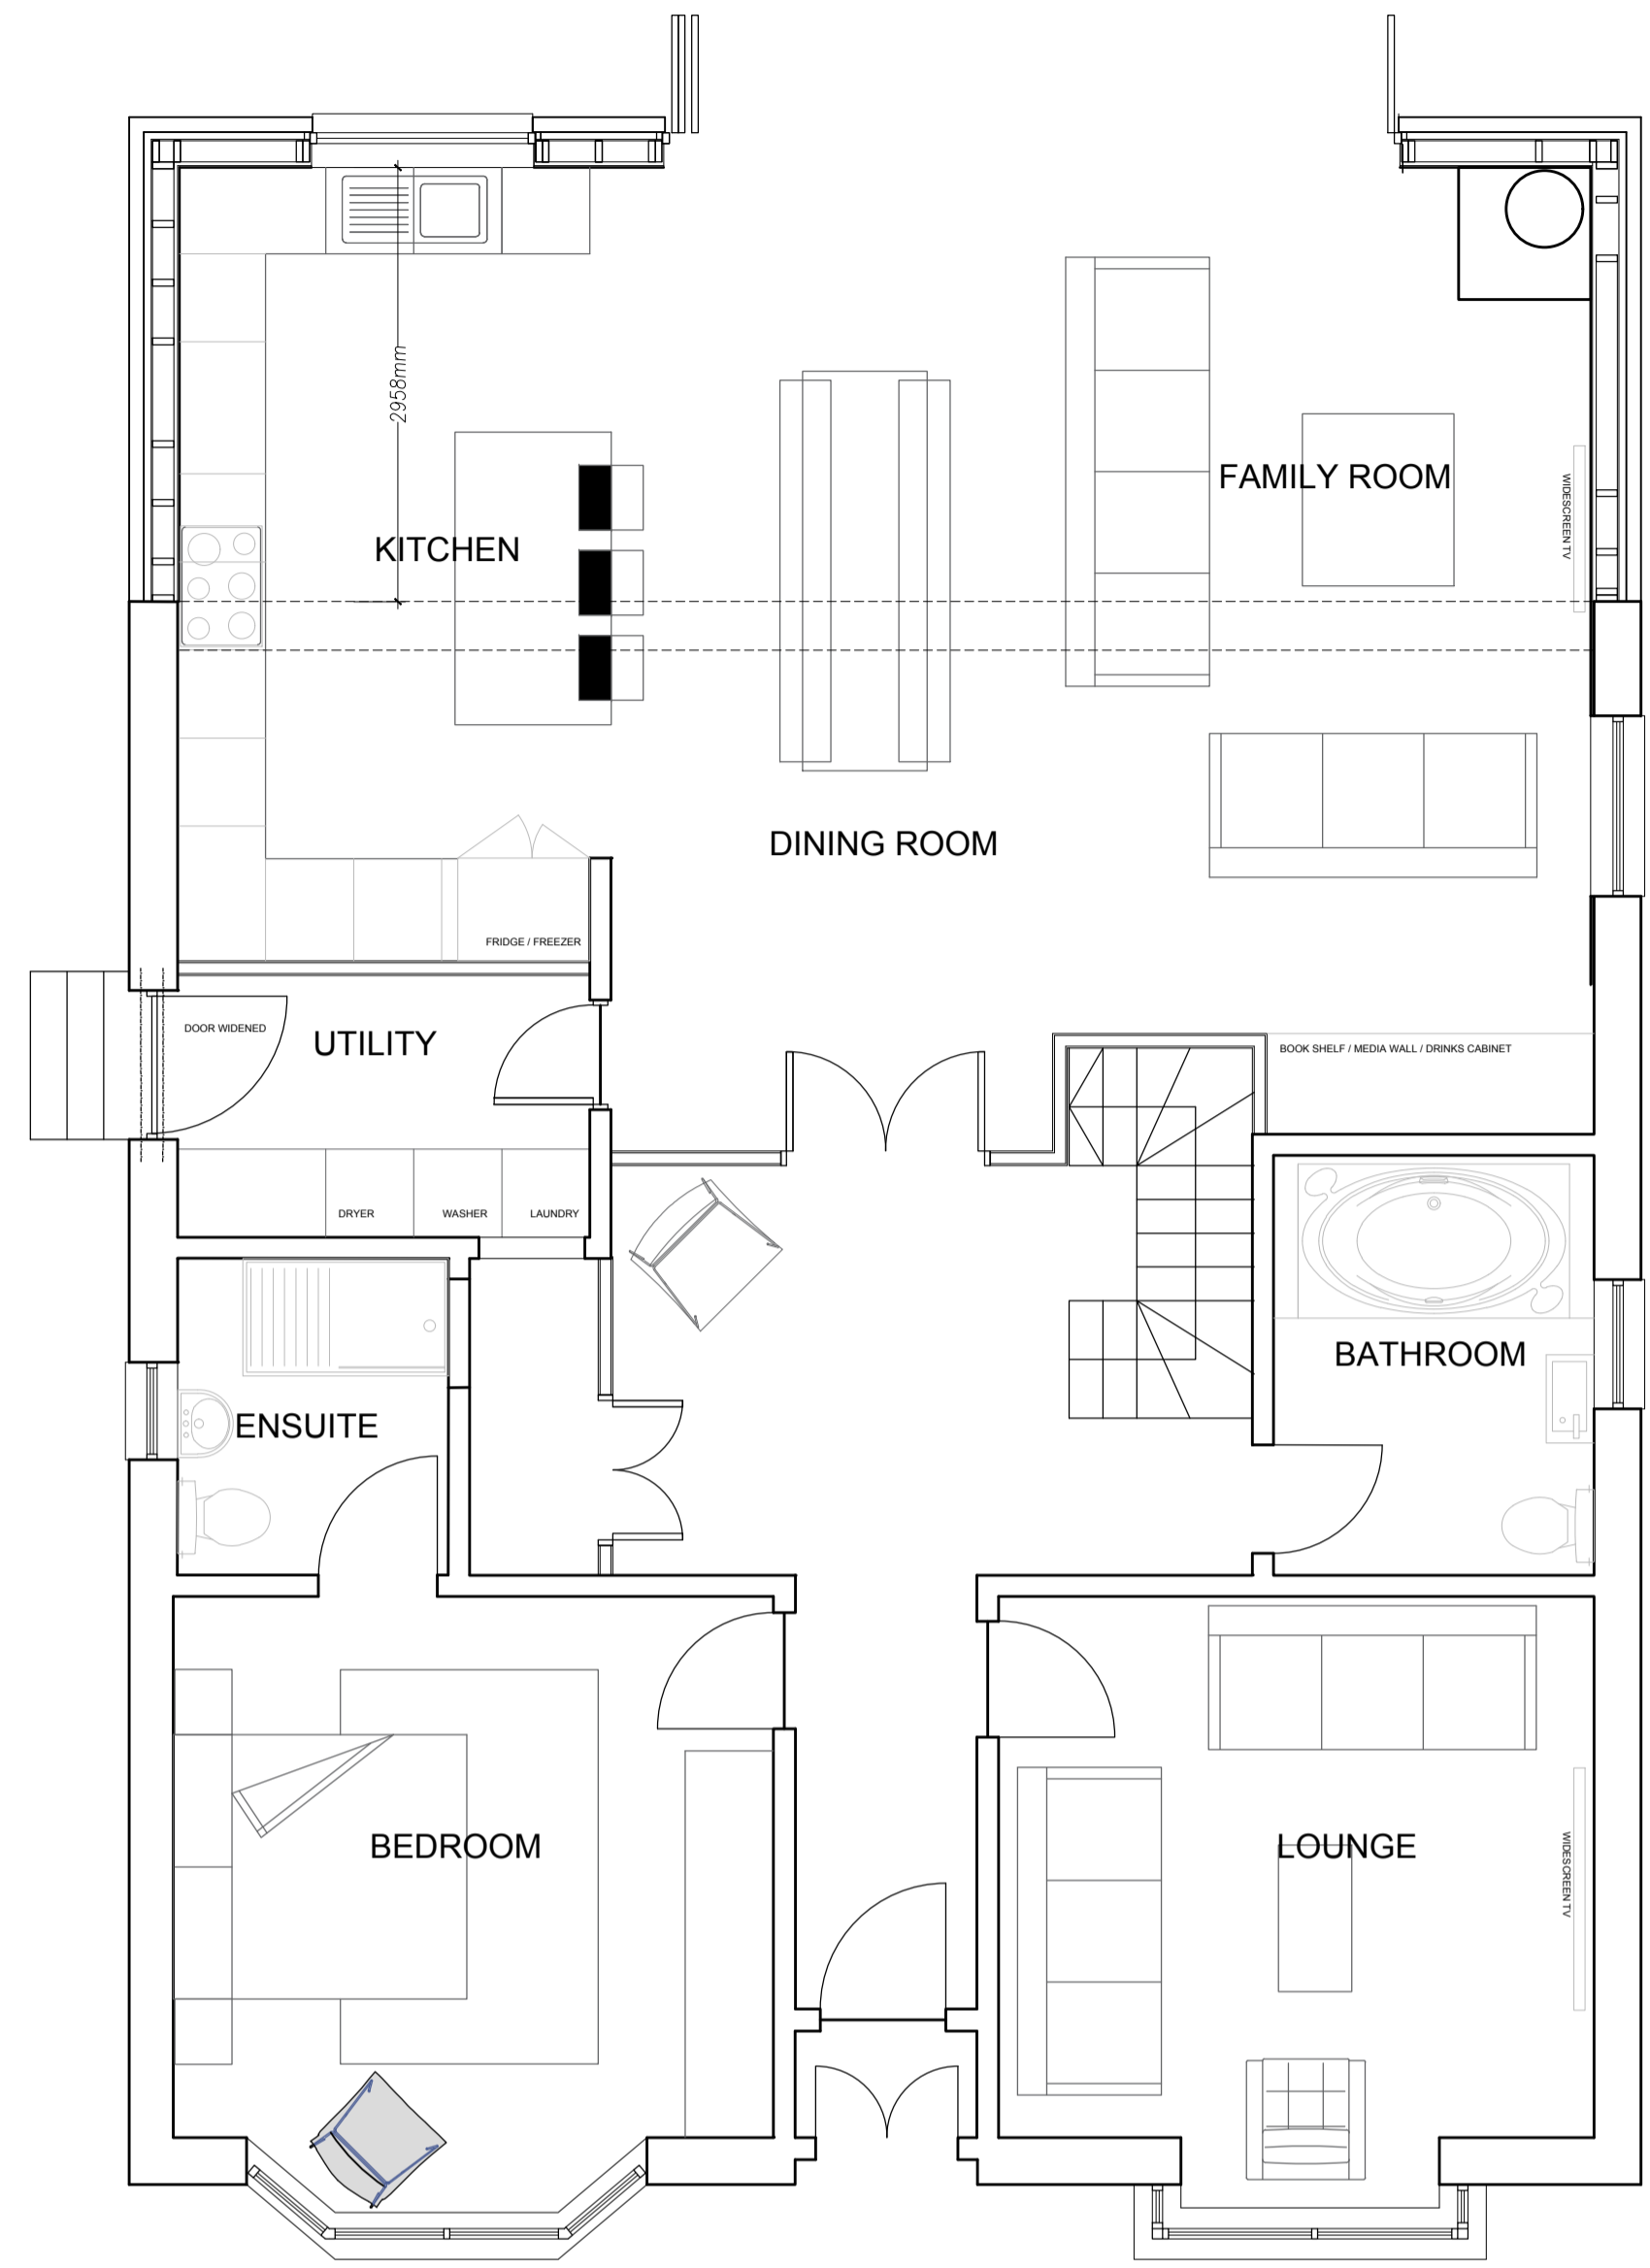 2958mm
FAMILY ROOM
WIDESCREEN TV
KITCHEN
DINING ROOM
FRIDGE / FREEZER
DOOR WIDENED
UTILITY
BOOK SHELF / MEDIA WALL / DRINKS CABINET
DRYER
WASHER
LAUNDRY
BATHROOM
ENSUITE
BEDROOM
LOUNGE
WIDESCREEN TV